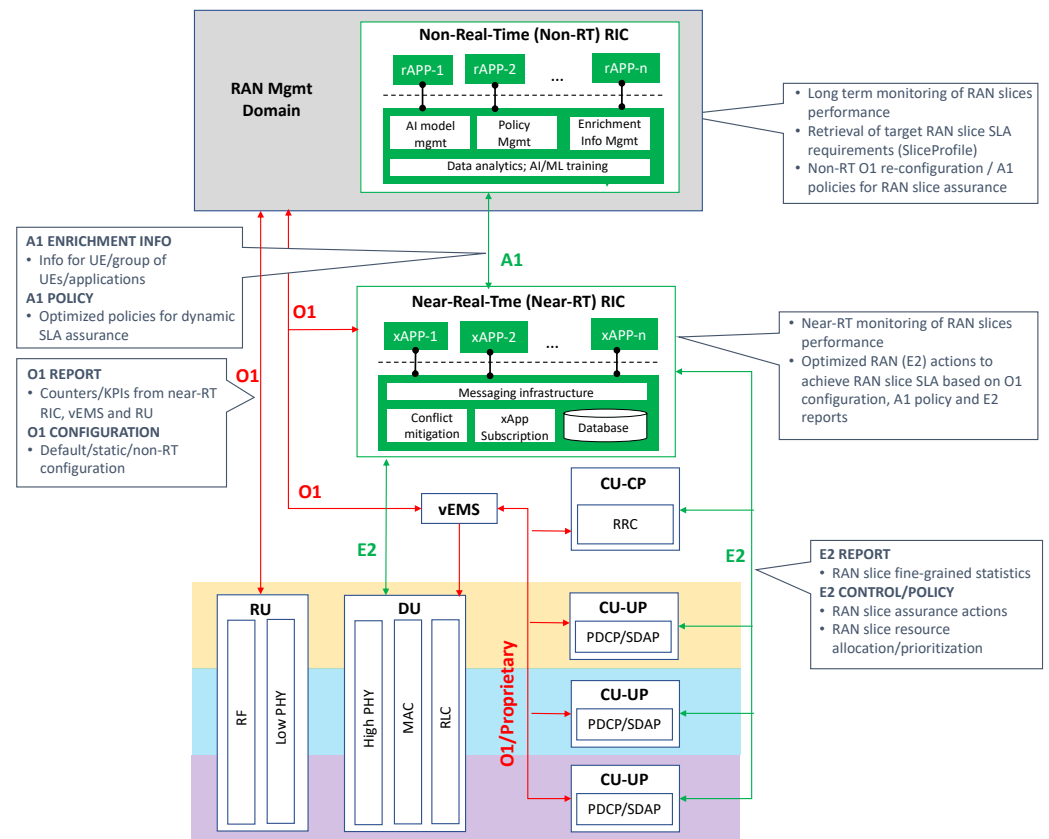 Non-Real-Time (Non-RT) RIC
RAN Mgmt
Domain
rAPP-1
rAPP-2
...
rAPP-n
AI model
mgmt
Policy
Mgmt
Enrichment
Info Mgmt
Data analytics; AI/ML training
• Long term monitoring of RAN slices
performance
• Retrieval of target RAN slice SLA
requirements (SliceProfile)
• Non-RT O1 re-configuration / A1
policies for RAN slice assurance
A1 ENRICHMENT INFO
• Info for UE/group of
UEs/applications
A1 POLICY
• Optimized policies for dynamic
SLA assurance
A1
O1
Near-Real-Tme (Near-RT) RIC
xAPP-1
xAPP-2
...
xAPP-n
Messaging infrastructure
Conflict
mitigation
xApp
Subscription
Database
• Near-RT monitoring of RAN slices
performance
• Optimized RAN (E2) actions to
achieve RAN slice SLA based on O1
configuration, A1 policy and E2
reports
O1 REPORT
• Counters/KPIs from near-RT
RIC, vEMS and RU
O1 CONFIGURATION
• Default/static/non-RT
configuration
O1
O1
vEMS
CU-CP
RRC
E2
E2
E2 REPORT
• RAN slice fine-grained statistics
E2 CONTROL/POLICY
• RAN slice assurance actions
• RAN slice resource
allocation/prioritization
RU
RF
Low PHY
DU
High PHY
MAC
RLC
O1/Proprietary
CU-UP
PDCP/SDAP
CU-UP
PDCP/SDAP
CU-UP
PDCP/SDAP